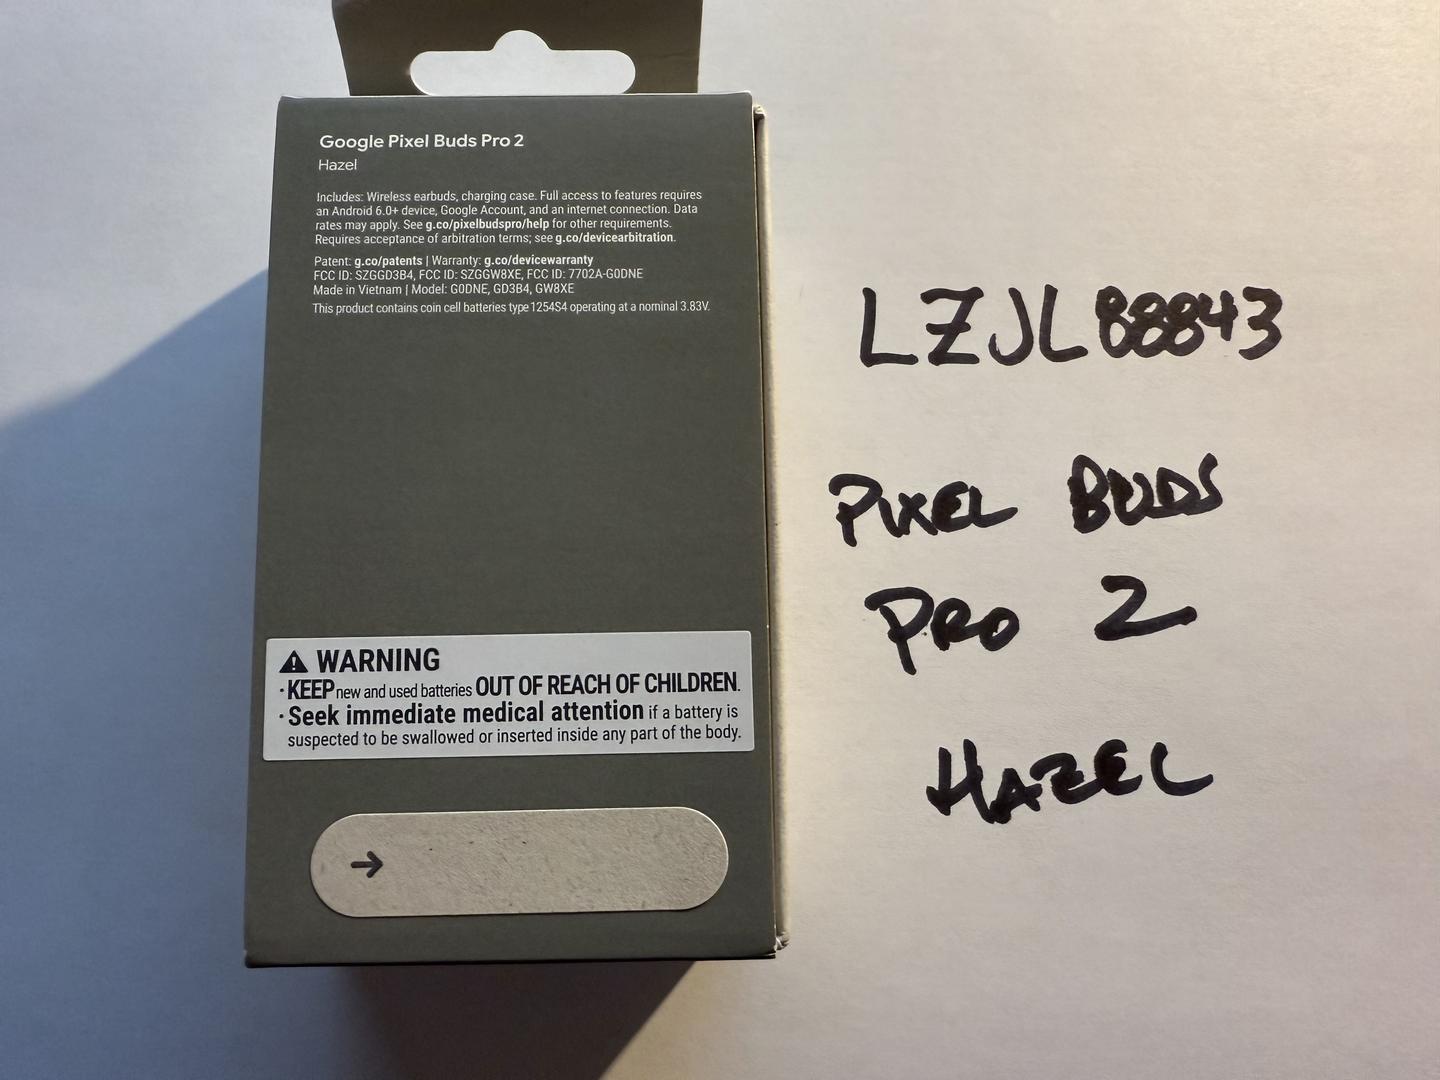 Google Pixel Buds Pro 2
Hazel
Includes: Wireless earbuds, charging case. Full access to features requires
an Android 6.0+ device, Google Account, and an internet connection. Data
rates may apply. See g.co/pixelbudspro/help for other requirements.
Requires acceptance of arbitration terms; see g.co/devicearbitration.
Patent: g.co/patents | Warranty: g.co/devicewarranty
FCC ID: SZGGD3B4, FCC ID: SZGGW8XE, FCC ID: 7702A-G0DNE
Made in Vietnam | Model: G0DNE, GD3B4, GW8XE
This product contains coin cell batteries type 1254S4 operating at a nominal 3.83V.
WARNING
·KEEP new and used batteries OUT OF REACH OF CHILDREN.
·Seek immediate medical attention if a battery is
suspected to be swallowed or inserted inside any part of the body.
LZJL88843
PIXEL BUDS
PRO 2
HAZEL